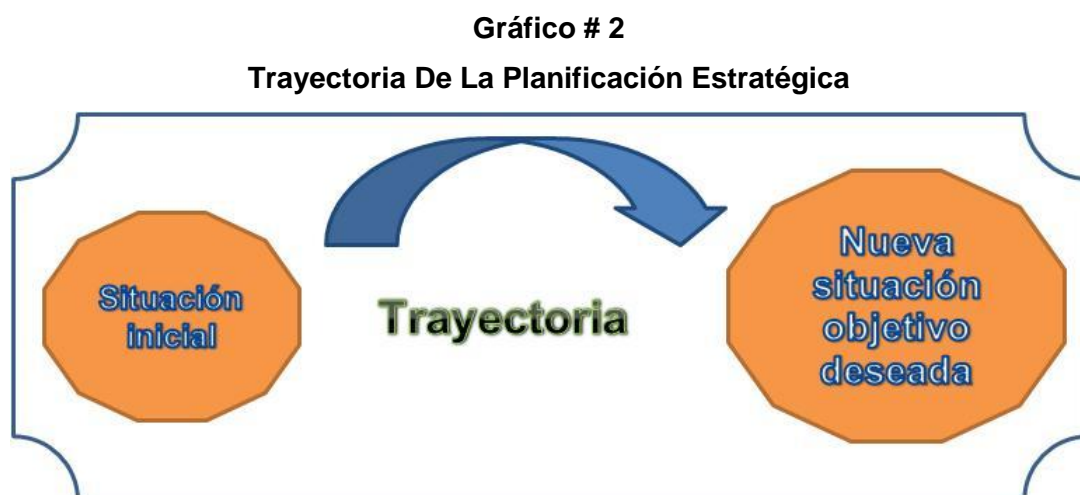 Gráfico # 2
Trayectoria De La Planificación Estratégica
Situación
inicial
Trayectoria
Nueva
situación
objetivo
deseada